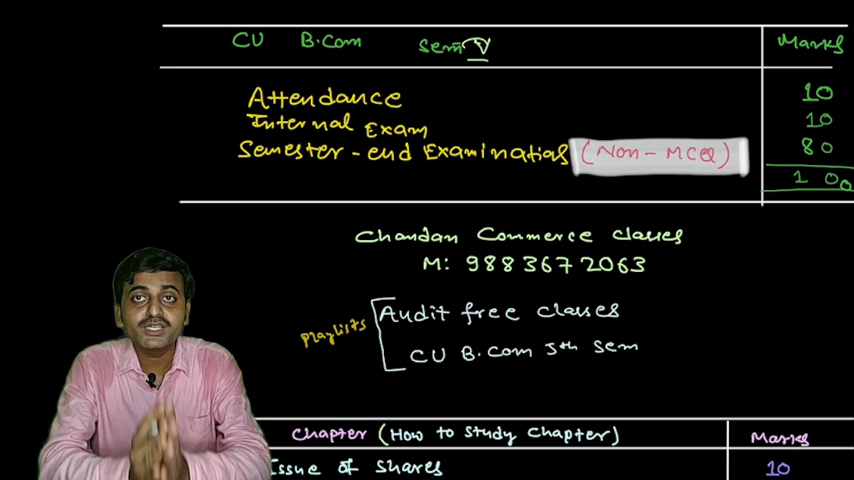 CU B.Com Sem V Marks
Attendance 10
Internal Exam 10
Semester-end Examinations (Non-MCQ) 80
100
Chandan Commerce Classes
M: 9883672063
playlists
Audit free classes
CU B.Com 5th Sem
Chapter (How to Study Chapter) Marks
Issue of Shares 10